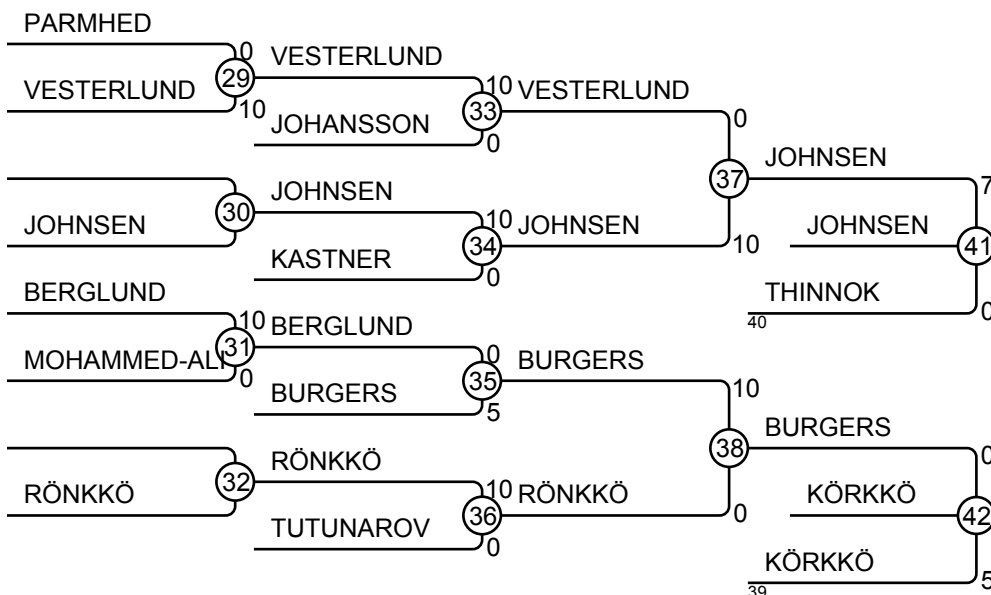 PARMHED
0
VESTERLUND
29
10
VESTERLUND
10
JOHANSSON
33
0
VESTERLUND
0
JOHNSEN
30
JOHNSEN
10
KASTNER
34
0
JOHNSEN
37
10
JOHNSEN
7
JOHNSEN
41
THINNOK
40
0
BERGLUND
10
MOHAMMED-ALI
31
0
BERGLUND
0
BURGERS
35
5
BURGERS
10
RÖNKKÖ
32
RÖNKKÖ
10
TUTUNAROV
36
0
RÖNKKÖ
38
0
BURGERS
0
KÖRKKÖ
42
KÖRKKÖ
39
5